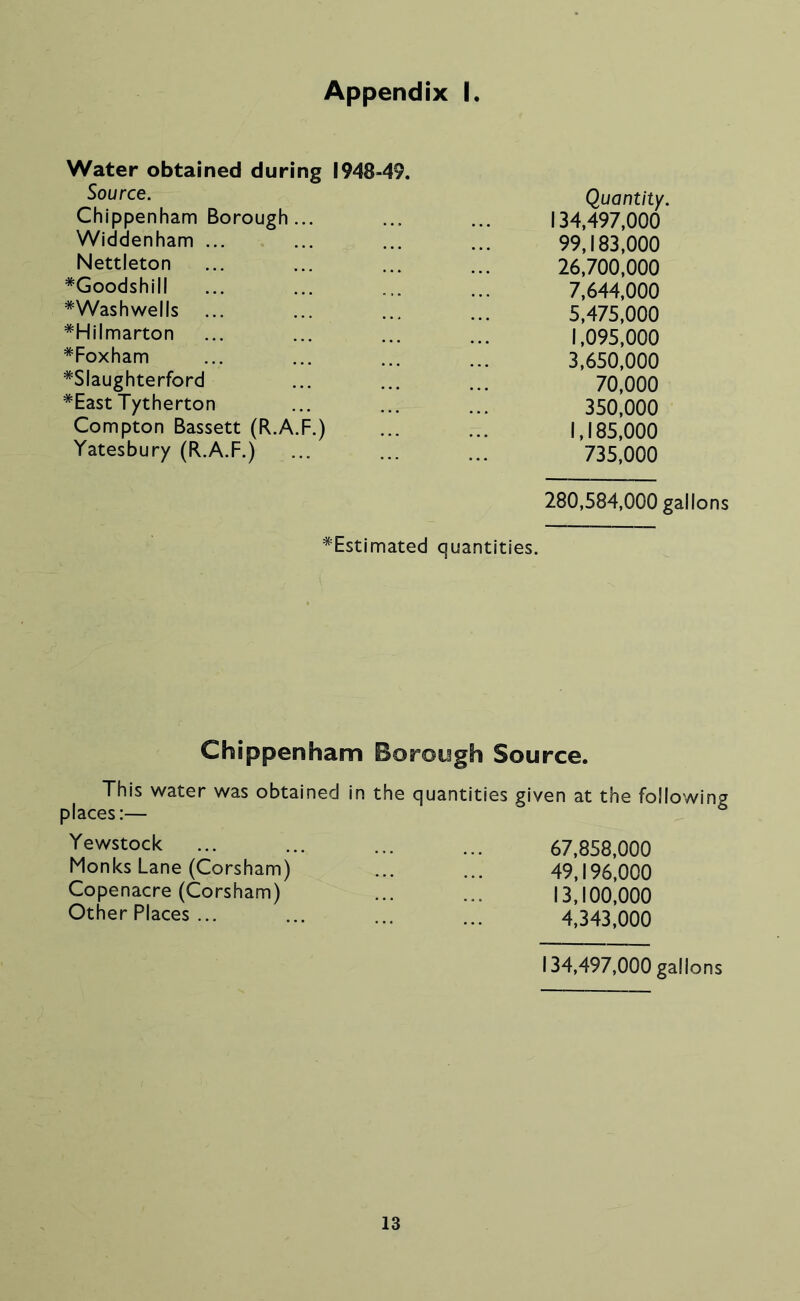 Appendix I.
Water obtained during 1948-49.
Source. Quantity.
Chippenham Borough ... ... ... 134,497,000
Widdenham ... ... ... ... 99,183,000
Nettleton ... ... ... ... 26,700,000
*Goodshill ... ... ... ... 7,644,000
*Washwells ... ... ... ... 5,475,000
*Hilmarton ... ... ... ... 1,095,000
*Foxham ... ... ... ... 3,650,000
*Slaughterford ... ... ... 70,000
*East Tytherton ... ... ... 350,000
Compton Bassett (R.A.F.) ... ... 1,185,000
Yatesbury (R.A.F.) ... ... ... 735,000
280,584,000 gallons
*Estimated quantities.
Chippenham Borough Source.
This water was obtained in the quantities given at the following
places:—
Yewstock ... ... ... ... 67,858,000
Monks Lane (Corsham) ... ... 49,196,000
Copenacre (Corsham) ... ... 13,100,000
Other Places ... ... ... ... 4,343,000
134,497,000 gallons
13